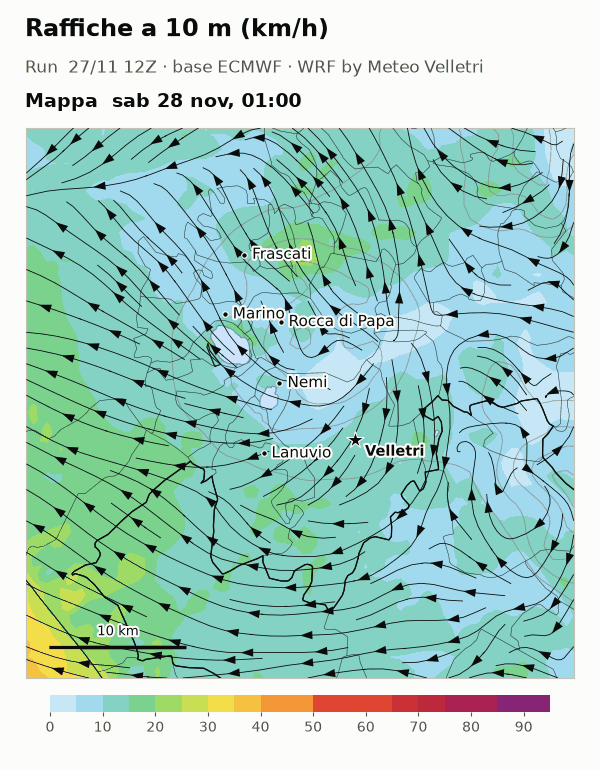 Raffiche a 10 m (km/h)
Run  27/11 12Z · base ECMWF · WRF by Meteo Velletri
Mappa  sab 28 nov, 01:00
Frascati
Marino
Rocca di Papa
Nemi
Lanuvio
Velletri
10 km
0 10 20 30 40 50 60 70 80 90